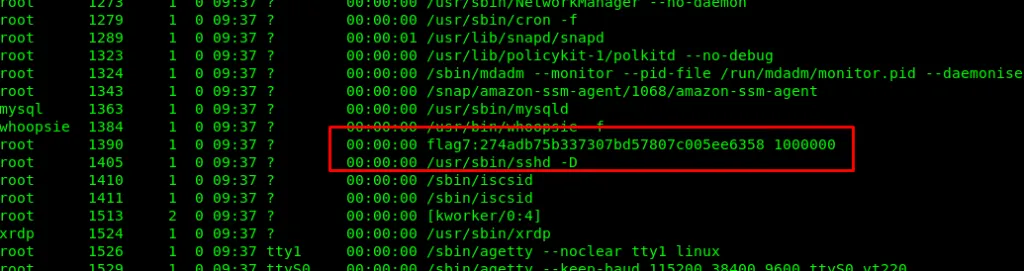 root 1273 1 0 09:37 ? 00:00:00 /usr/sbin/NetworkManager --no-daemon
root 1279 1 0 09:37 ? 00:00:00 /usr/sbin/cron -f
root 1289 1 0 09:37 ? 00:00:01 /usr/lib/snapd/snapd
root 1323 1 0 09:37 ? 00:00:00 /usr/lib/policykit-1/polkitd --no-debug
root 1324 1 0 09:37 ? 00:00:00 /sbin/mdadm --monitor --pid-file /run/mdadm/monitor.pid --daemonise
root 1343 1 0 09:37 ? 00:00:00 /snap/amazon-ssm-agent/1068/amazon-ssm-agent
mysql 1363 1 0 09:37 ? 00:00:00 /usr/sbin/mysqld
whoopsie 1384 1 0 09:37 ? 00:00:00 /usr/bin/whoopsie -f
root 1390 1 0 09:37 ? 00:00:00 flag7:274adb75b337307bd57807c005ee6358 1000000
root 1405 1 0 09:37 ? 00:00:00 /usr/sbin/sshd -D
root 1410 1 0 09:37 ? 00:00:00 /sbin/iscsid
root 1411 1 0 09:37 ? 00:00:00 /sbin/iscsid
root 1513 2 0 09:37 ? 00:00:00 [kworker/0:4]
xrdp 1524 1 0 09:37 ? 00:00:00 /usr/sbin/xrdp
root 1526 1 0 09:37 tty1 00:00:00 /sbin/agetty --noclear tty1 linux
root 1529 1 0 09:37 ttyS0 00:00:00 /sbin/agetty --keep-baud 115200 38400 9600 ttyS0 vt220